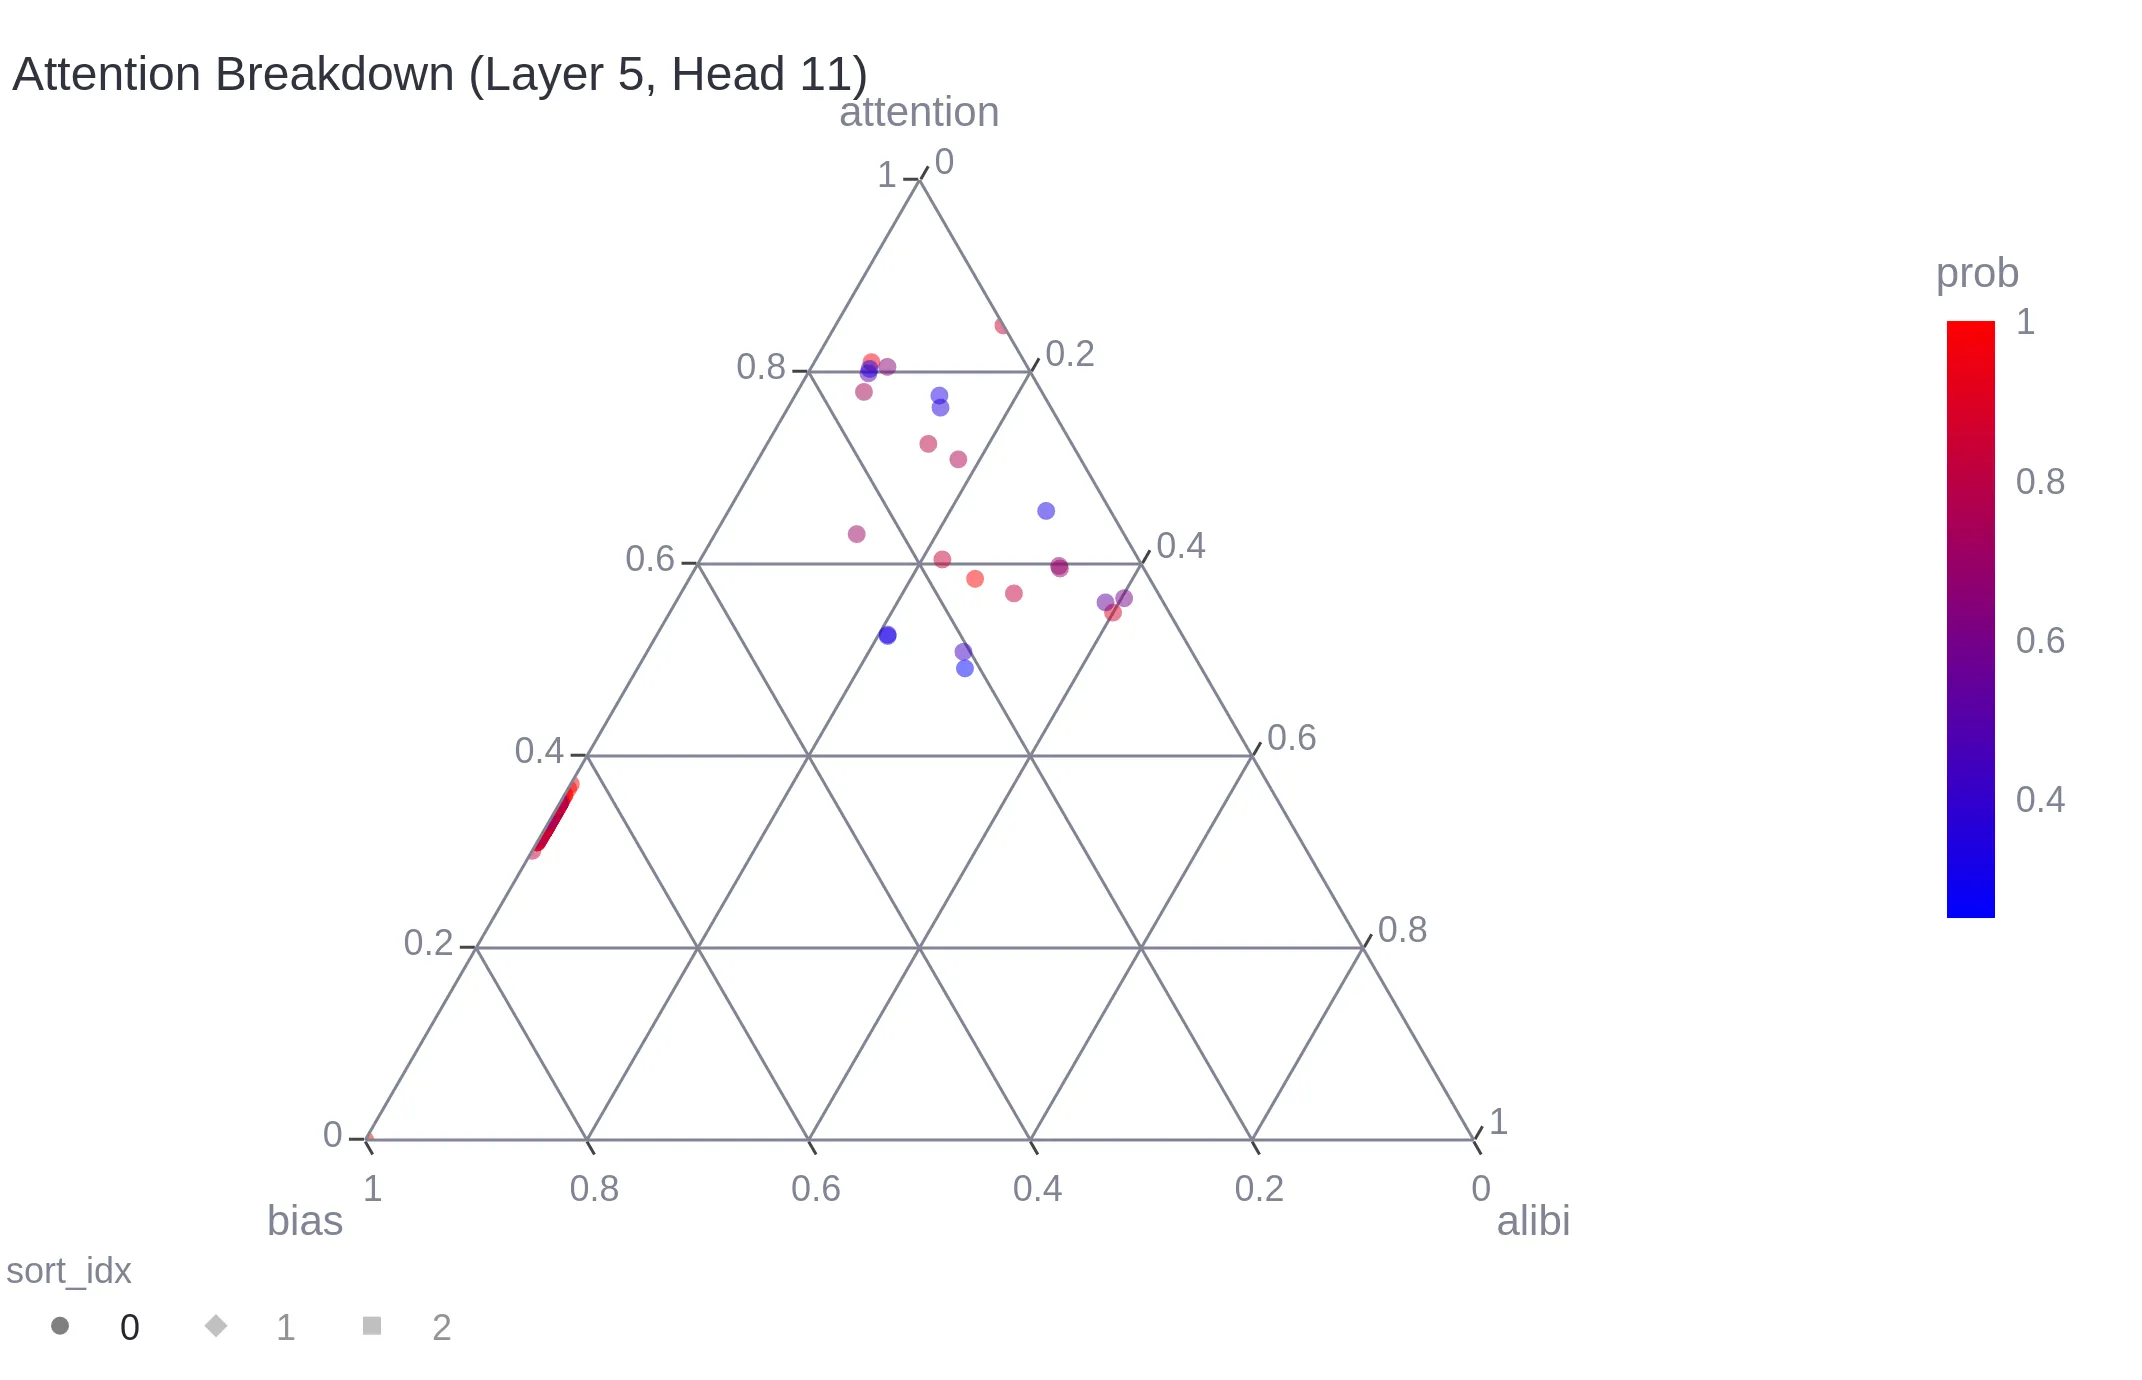 Attention Breakdown (Layer 5, Head 11)
attention
1 0
0.8 0.2
0.6 0.4
0.4 0.6
0.2 0.8
0 1
1 0.8 0.6 0.4 0.2 0
bias alibi
prob
1
0.8
0.6
0.4
sort_idx
0 1 2